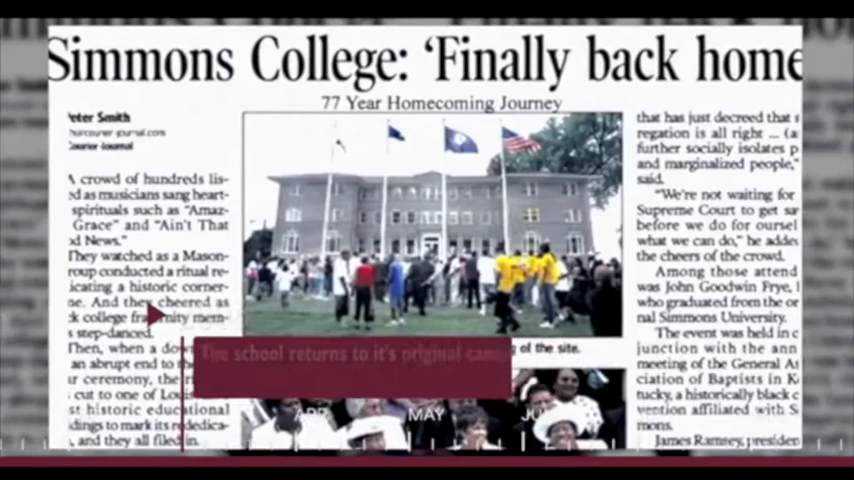 Simmons College: 'Finally back home
77 Year Homecoming Journey
Peter Smith
Courier-Journal
A crowd of hundreds lis-
ed as musicians sang heart-
spirituals such as "Amaz-
Grace" and "Ain't That
d News."
They watched as a Mason-
roup conducted a ritual re-
icating a historic corner-
ne. And they cheered as
ck college fraternity mem-
s step-danced.
Then, when a dow
an abrupt end to th
ar ceremony, the
cut to one of Louis
st historic educational
ldings to mark its rededica-
, and they all filed in.
The school returns to it's original camp
g of the site.
APR
MAY
that has just decreed that s
regation is all right ... (a
further socially isolates p
and marginalized people,"
said.
"We're not waiting for
Supreme Court to get sa
before we do for oursel
what we can do," he added
the cheers of the crowd.
Among those attend
was John Goodwin Frye,
who graduated from the or
nal Simmons University.
The event was held in c
junction with the ann
meeting of the General As
ciation of Baptists in K
tucky, a historically black c
vention affiliated with S
mons.
James Ramsey, presiden